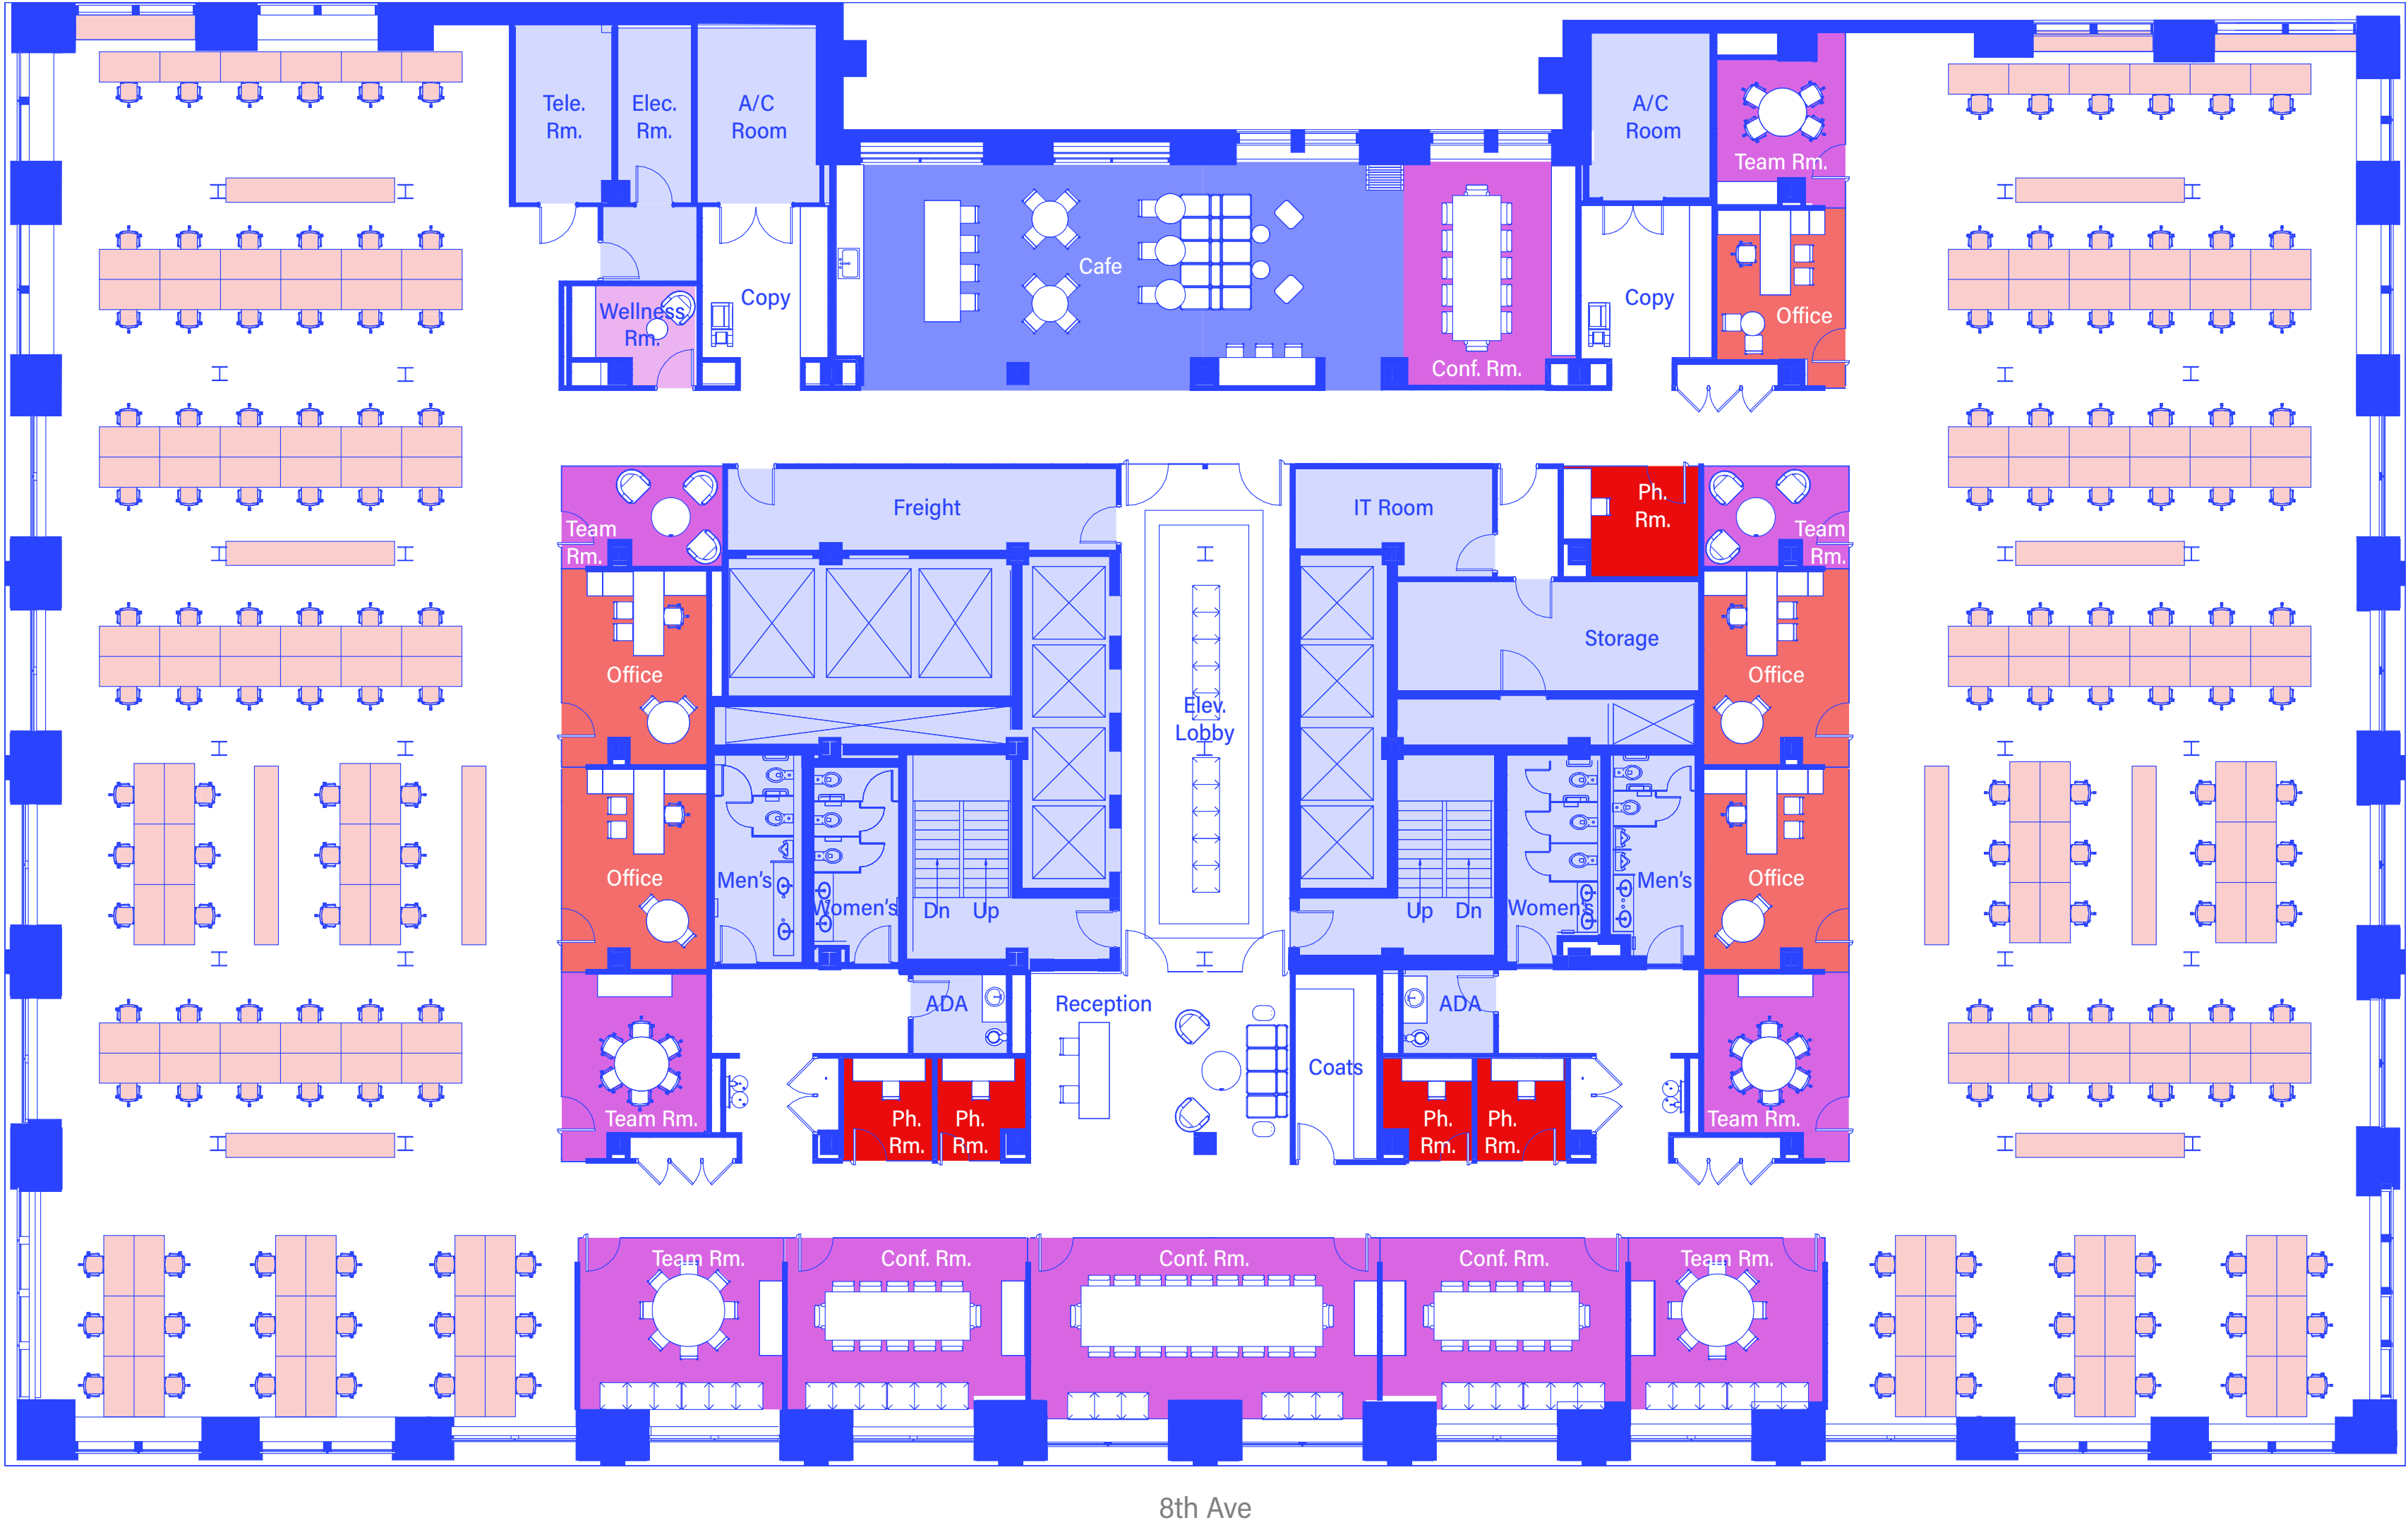 Tele.
Rm.
Elec.
Rm.
A/C
Room
A/C
Room
Team Rm.
Cafe
Wellness
Rm.
Copy
Copy
Office
Conf. Rm.
Team
Rm.
Freight
IT Room
Ph.
Rm.
Team
Rm.
Office
Elev.
Lobby
Storage
Office
Office
Men's
Women's
Dn
Up
Up
Dn
Women's
Men's
Office
ADA
Reception
ADA
Coats
Team Rm.
Ph.
Rm.
Ph.
Rm.
Ph.
Rm.
Ph.
Rm.
Team Rm.
Team Rm.
Conf. Rm.
Conf. Rm.
Conf. Rm.
Team Rm.
8th Ave